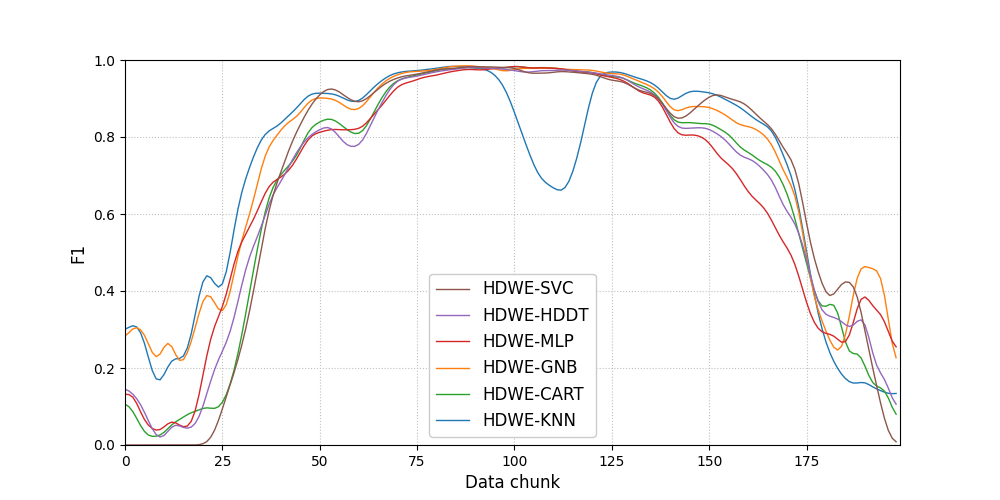 1.0
0.8
0.6
0.4
0.2
0.0
F1
HDWE-SVC
HDWE-HDDT
HDWE-MLP
HDWE-GNB
HDWE-CART
HDWE-KNN
0 25 50 75 100 125 150 175
Data chunk